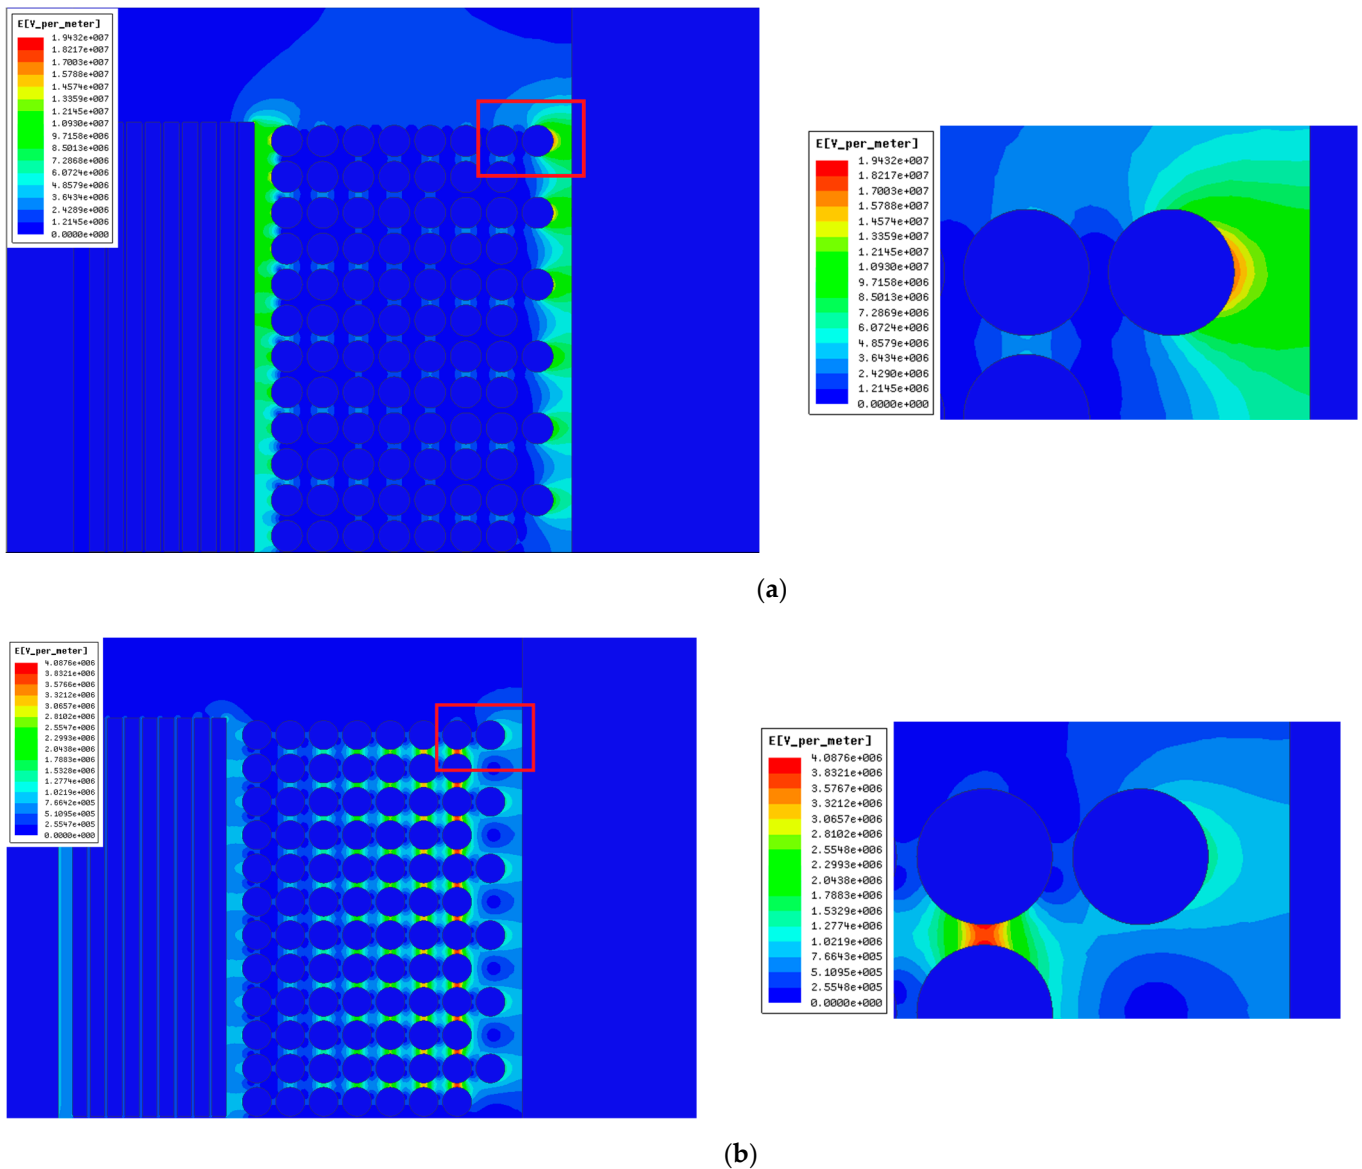 E[V_per_meter]
1.9432e+007
1.8217e+007
1.7003e+007
1.5788e+007
1.4574e+007
1.3359e+007
1.2145e+007
1.0930e+007
9.7158e+006
8.5013e+006
7.2868e+006
6.0724e+006
4.8579e+006
3.6434e+006
2.4289e+006
1.2145e+006
0.0000e+000
E[V_per_meter]
1.9432e+007
1.8217e+007
1.7003e+007
1.5788e+007
1.4574e+007
1.3359e+007
1.2145e+007
1.0930e+007
9.7158e+006
8.5013e+006
7.2869e+006
6.0724e+006
4.8579e+006
3.6434e+006
2.4290e+006
1.2145e+006
0.0000e+000
(a)
E[V_per_meter]
4.0876e+006
3.8321e+006
3.5766e+006
3.3212e+006
3.0657e+006
2.8102e+006
2.5547e+006
2.2993e+006
2.0438e+006
1.7883e+006
1.5328e+006
1.2774e+006
1.0219e+006
7.6642e+005
5.1095e+005
2.5547e+005
0.0000e+000
E[V_per_meter]
4.0876e+006
3.8321e+006
3.5767e+006
3.3212e+006
3.0657e+006
2.8102e+006
2.5548e+006
2.2993e+006
2.0438e+006
1.7883e+006
1.5329e+006
1.2774e+006
1.0219e+006
7.6643e+005
5.1095e+005
2.5548e+005
0.0000e+000
(b)